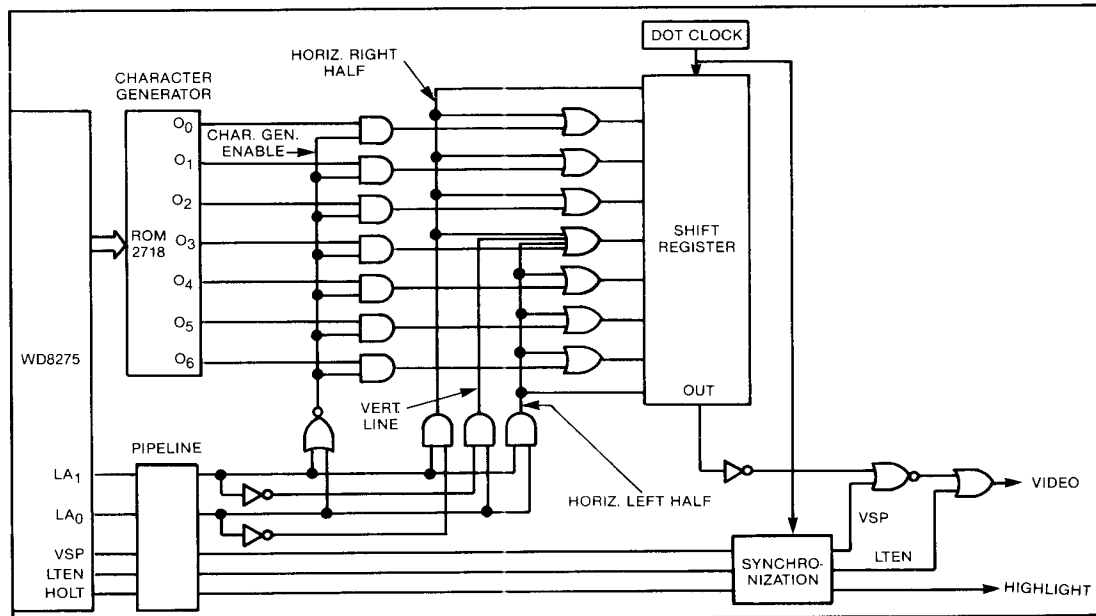 DOT CLOCK
HORIZ. RIGHT
HALF
CHARACTER
GENERATOR
O0
CHAR. GEN.
ENABLE
O1
O2
ROM
2718
O3
O4
O5
O6
SHIFT
REGISTER
OUT
WD8275
VERT.
LINE
PIPELINE
HORIZ. LEFT HALF
LA1
LA0
VSP
LTEN
HOLT
VIDEO
VSP
LTEN
SYNCHRO-
NIZATION
HIGHLIGHT